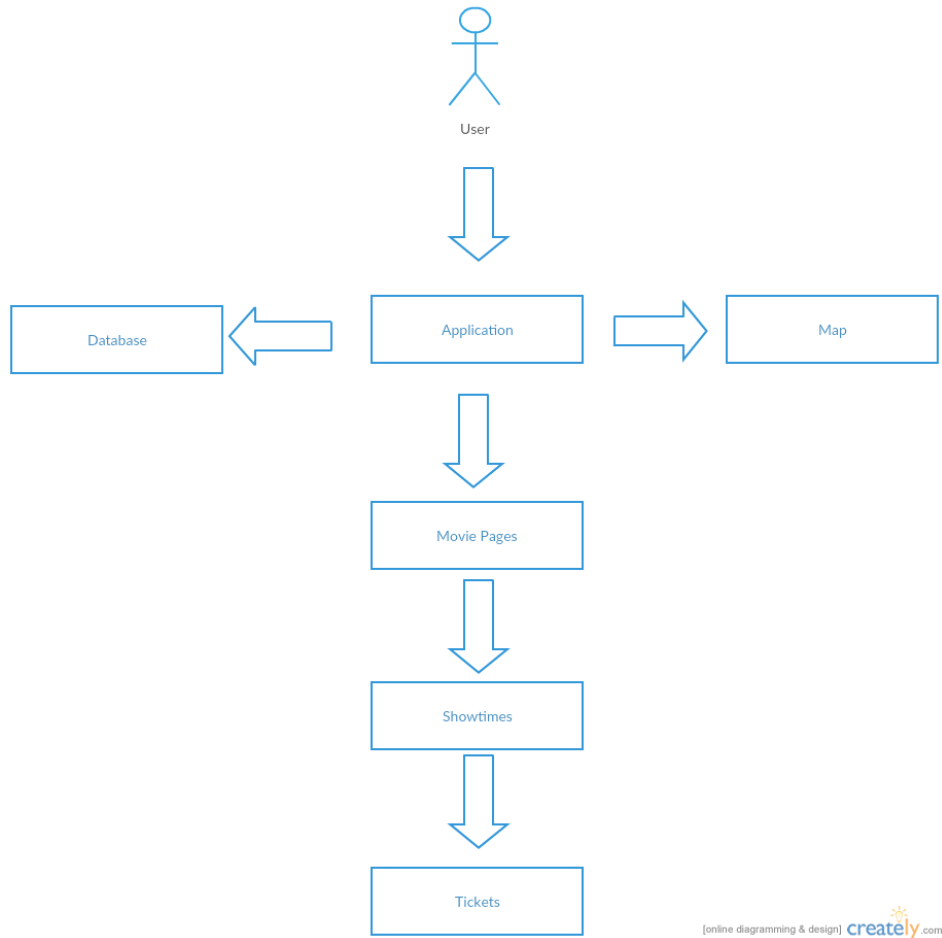 User
Database
Application
Map
Movie Pages
Showtimes
Tickets
[online diagramming & design] creately.com